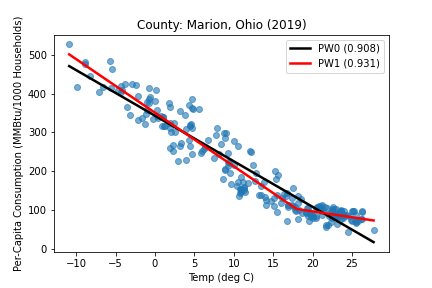 County: Marion, Ohio (2019)
PW0 (0.908)
PW1 (0.931)
Per-Capita Consumption (MMBtu/1000 Households)
500
400
300
200
100
0
−10 −5 0 5 10 15 20 25
Temp (deg C)